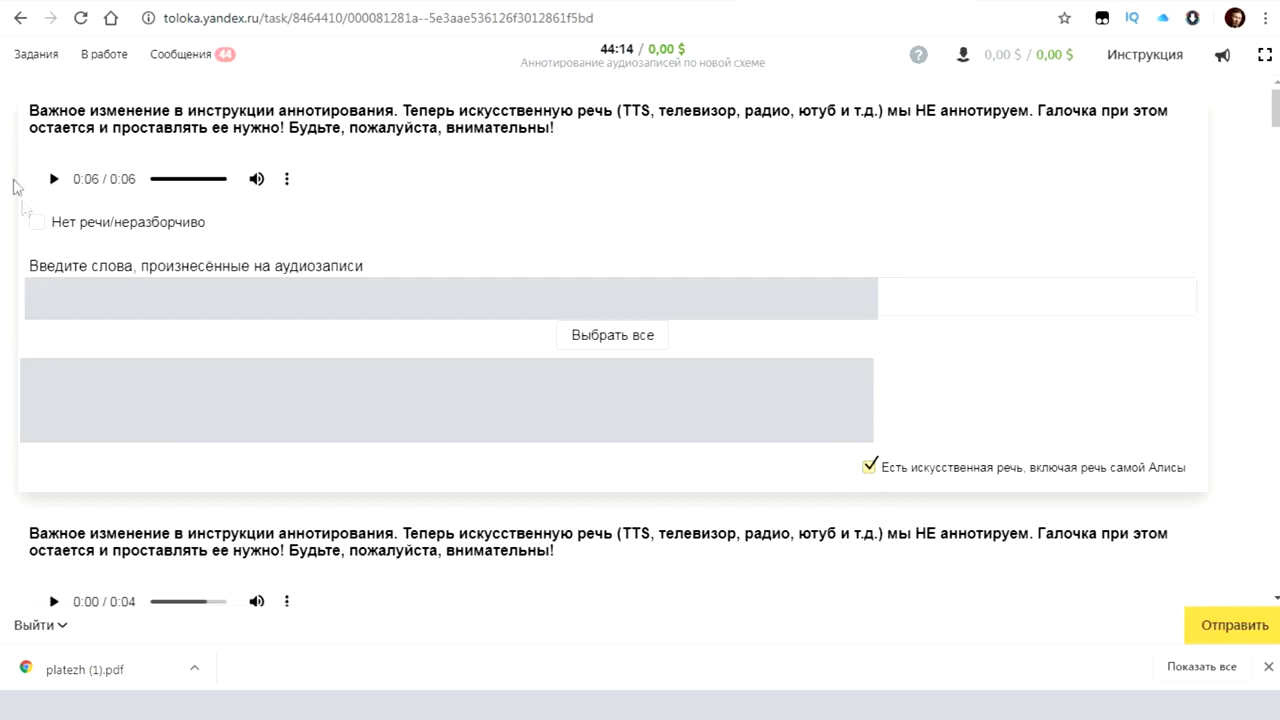 toloka.yandex.ru/task/8464410/000081281a--5e3aae536126f3012861f5bd
IQ
Задания В работе Сообщения 44 44:14 / 0,00 $ 0,00 $ / 0,00 $ Инструкция
Аннотирование аудиозаписей по новой схеме
Важное изменение в инструкции аннотирования. Теперь искусственную речь (TTS, телевизор, радио, ютуб и т.д.) мы НЕ аннотируем. Галочка при этом
остается и проставлять ее нужно! Будьте, пожалуйста, внимательны!
0:06 / 0:06
Нет речи/неразборчиво
Введите слова, произнесённые на аудиозаписи
Выбрать все
Есть искусственная речь, включая речь самой Алисы
Важное изменение в инструкции аннотирования. Теперь искусственную речь (TTS, телевизор, радио, ютуб и т.д.) мы НЕ аннотируем. Галочка при этом
остается и проставлять ее нужно! Будьте, пожалуйста, внимательны!
0:00 / 0:04
Выйти Отправить
platezh (1).pdf Показать все